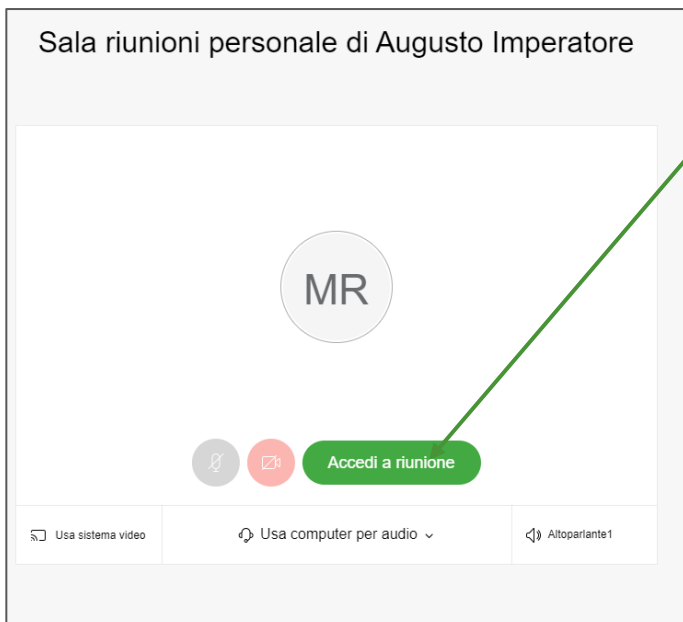 Sala riunioni personale di Augusto Imperatore
MR
Accedi a riunione
Usa sistema video
Usa computer per audio
Altoparlante1